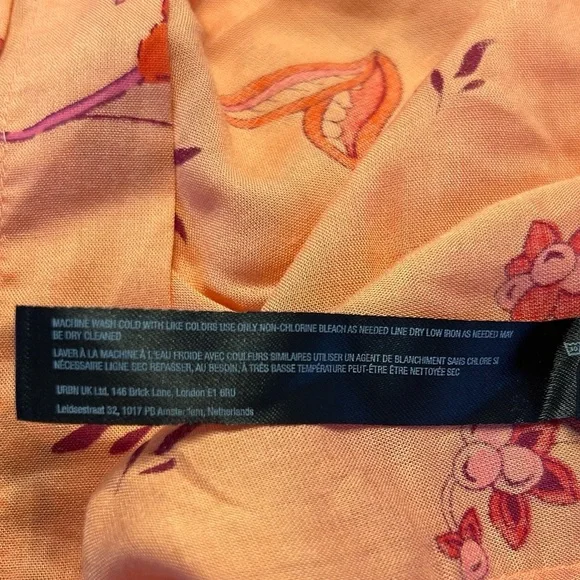 MACHINE WASH COLD WITH LIKE COLORS USE ONLY NON-CHLORINE BLEACH AS NEEDED LINE DRY LOW IRON AS NEEDED MAY
BE DRY CLEANED
LAVER À LA MACHINE À L'EAU FROIDE AVEC COULEURS SIMILAIRES UTILISER UN AGENT DE BLANCHIMENT SANS CHLORE SI
NÉCESSAIRE LIGNE SEC REPASSER, AU BESOIN, À TRÈS BASSE TEMPÉRATURE PEUT-ÊTRE ÊTRE NETTOYÉE SEC
URBN UK Ltd, 146 Brick Lane, London E1 6RU
Leidsestraat 32, 1017 PB Amsterdam, Netherlands